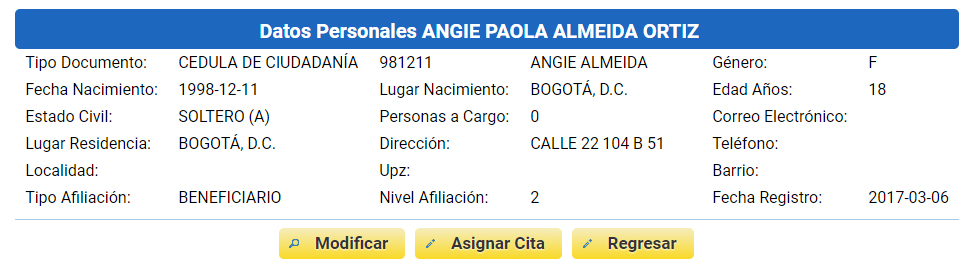 Datos Personales ANGIE PAOLA ALMEIDA ORTIZ
Tipo Documento: CEDULA DE CIUDADANÍA 981211 ANGIE ALMEIDA Género: F
Fecha Nacimiento: 1998-12-11 Lugar Nacimiento: BOGOTÁ, D.C. Edad Años: 18
Estado Civil: SOLTERO (A) Personas a Cargo: 0 Correo Electrónico:
Lugar Residencia: BOGOTÁ, D.C. Dirección: CALLE 22 104 B 51 Teléfono:
Localidad: Upz: Barrio:
Tipo Afiliación: BENEFICIARIO Nivel Afiliación: 2 Fecha Registro: 2017-03-06
Modificar Asignar Cita Regresar